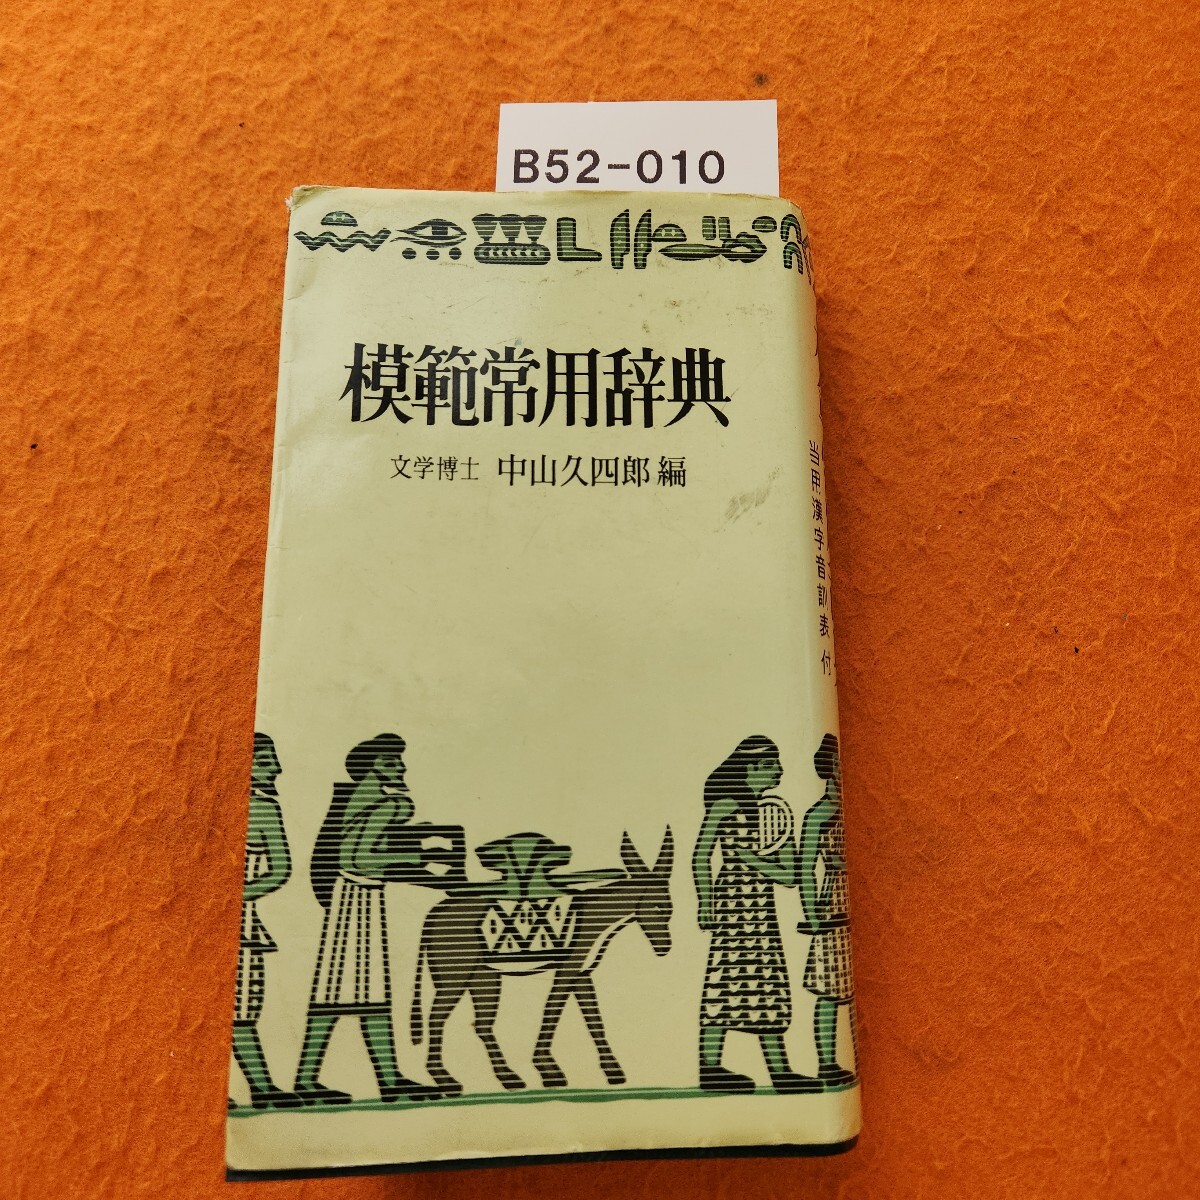 B52-010
模範常用辞典
文学博士 中山久四郎 編
当用漢字音訓表 付